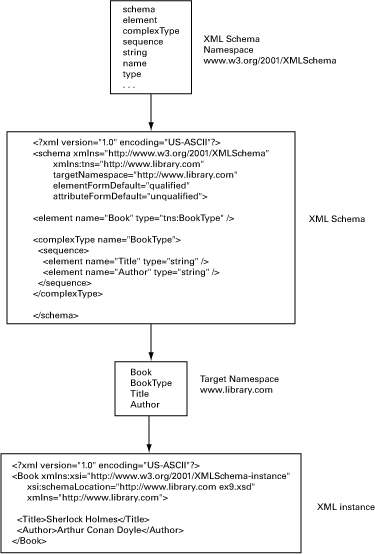 schema
element
complexType
sequence
string
name
type
. . .
XML Schema
Namespace
www.w3.org/2001/XMLSchema
<?xml version="1.0" encoding="US-ASCII"?>
<schema xmlns="http://www.w3.org/2001/XMLSchema"
xmlns:tns="http://www.library.com"
targetNamespace="http://www.library.com"
elementFormDefault="qualified"
attributeFormDefault="unqualified">
<element name="Book" type="tns:BookType" />
<complexType name="BookType">
<sequence>
<element name="Title" type="string" />
<element name="Author" type="string" />
</sequence>
</complexType>
</schema>
XML Schema
Book
BookType
Title
Author
Target Namespace
www.library.com
<?xml version="1.0" encoding="US-ASCII"?>
<Book xmlns:xsi="http://www.w3.org/2001/XMLSchema-instance"
xsi:schemaLocation="http://www.library.com ex9.xsd"
xmlns="http://www.library.com">
<Title>Sherlock Holmes</Title>
<Author>Arthur Conan Doyle</Author>
</Book>
XML instance